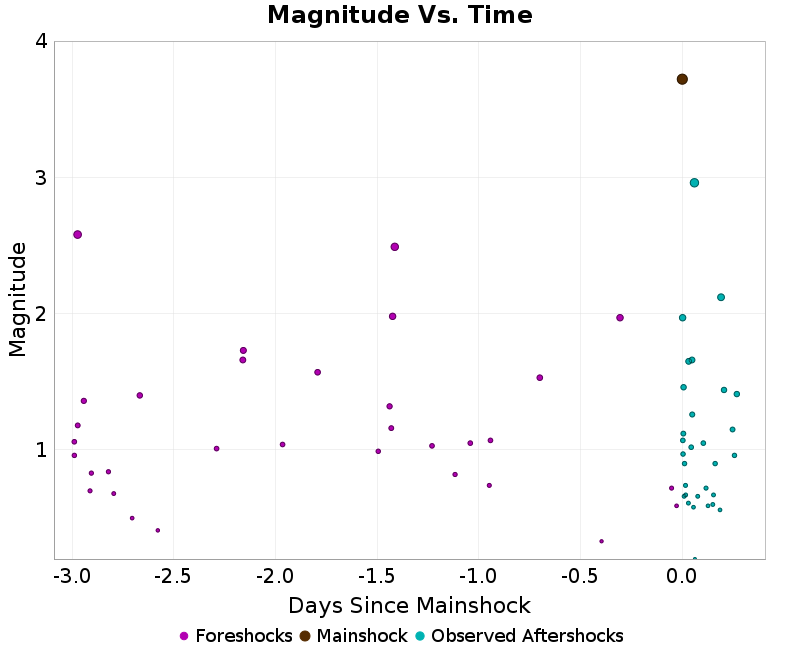 Magnitude Vs. Time
4
3
2
1
Magnitude
-3.0 -2.5 -2.0 -1.5 -1.0 -0.5 0.0
Days Since Mainshock
Foreshocks Mainshock Observed Aftershocks